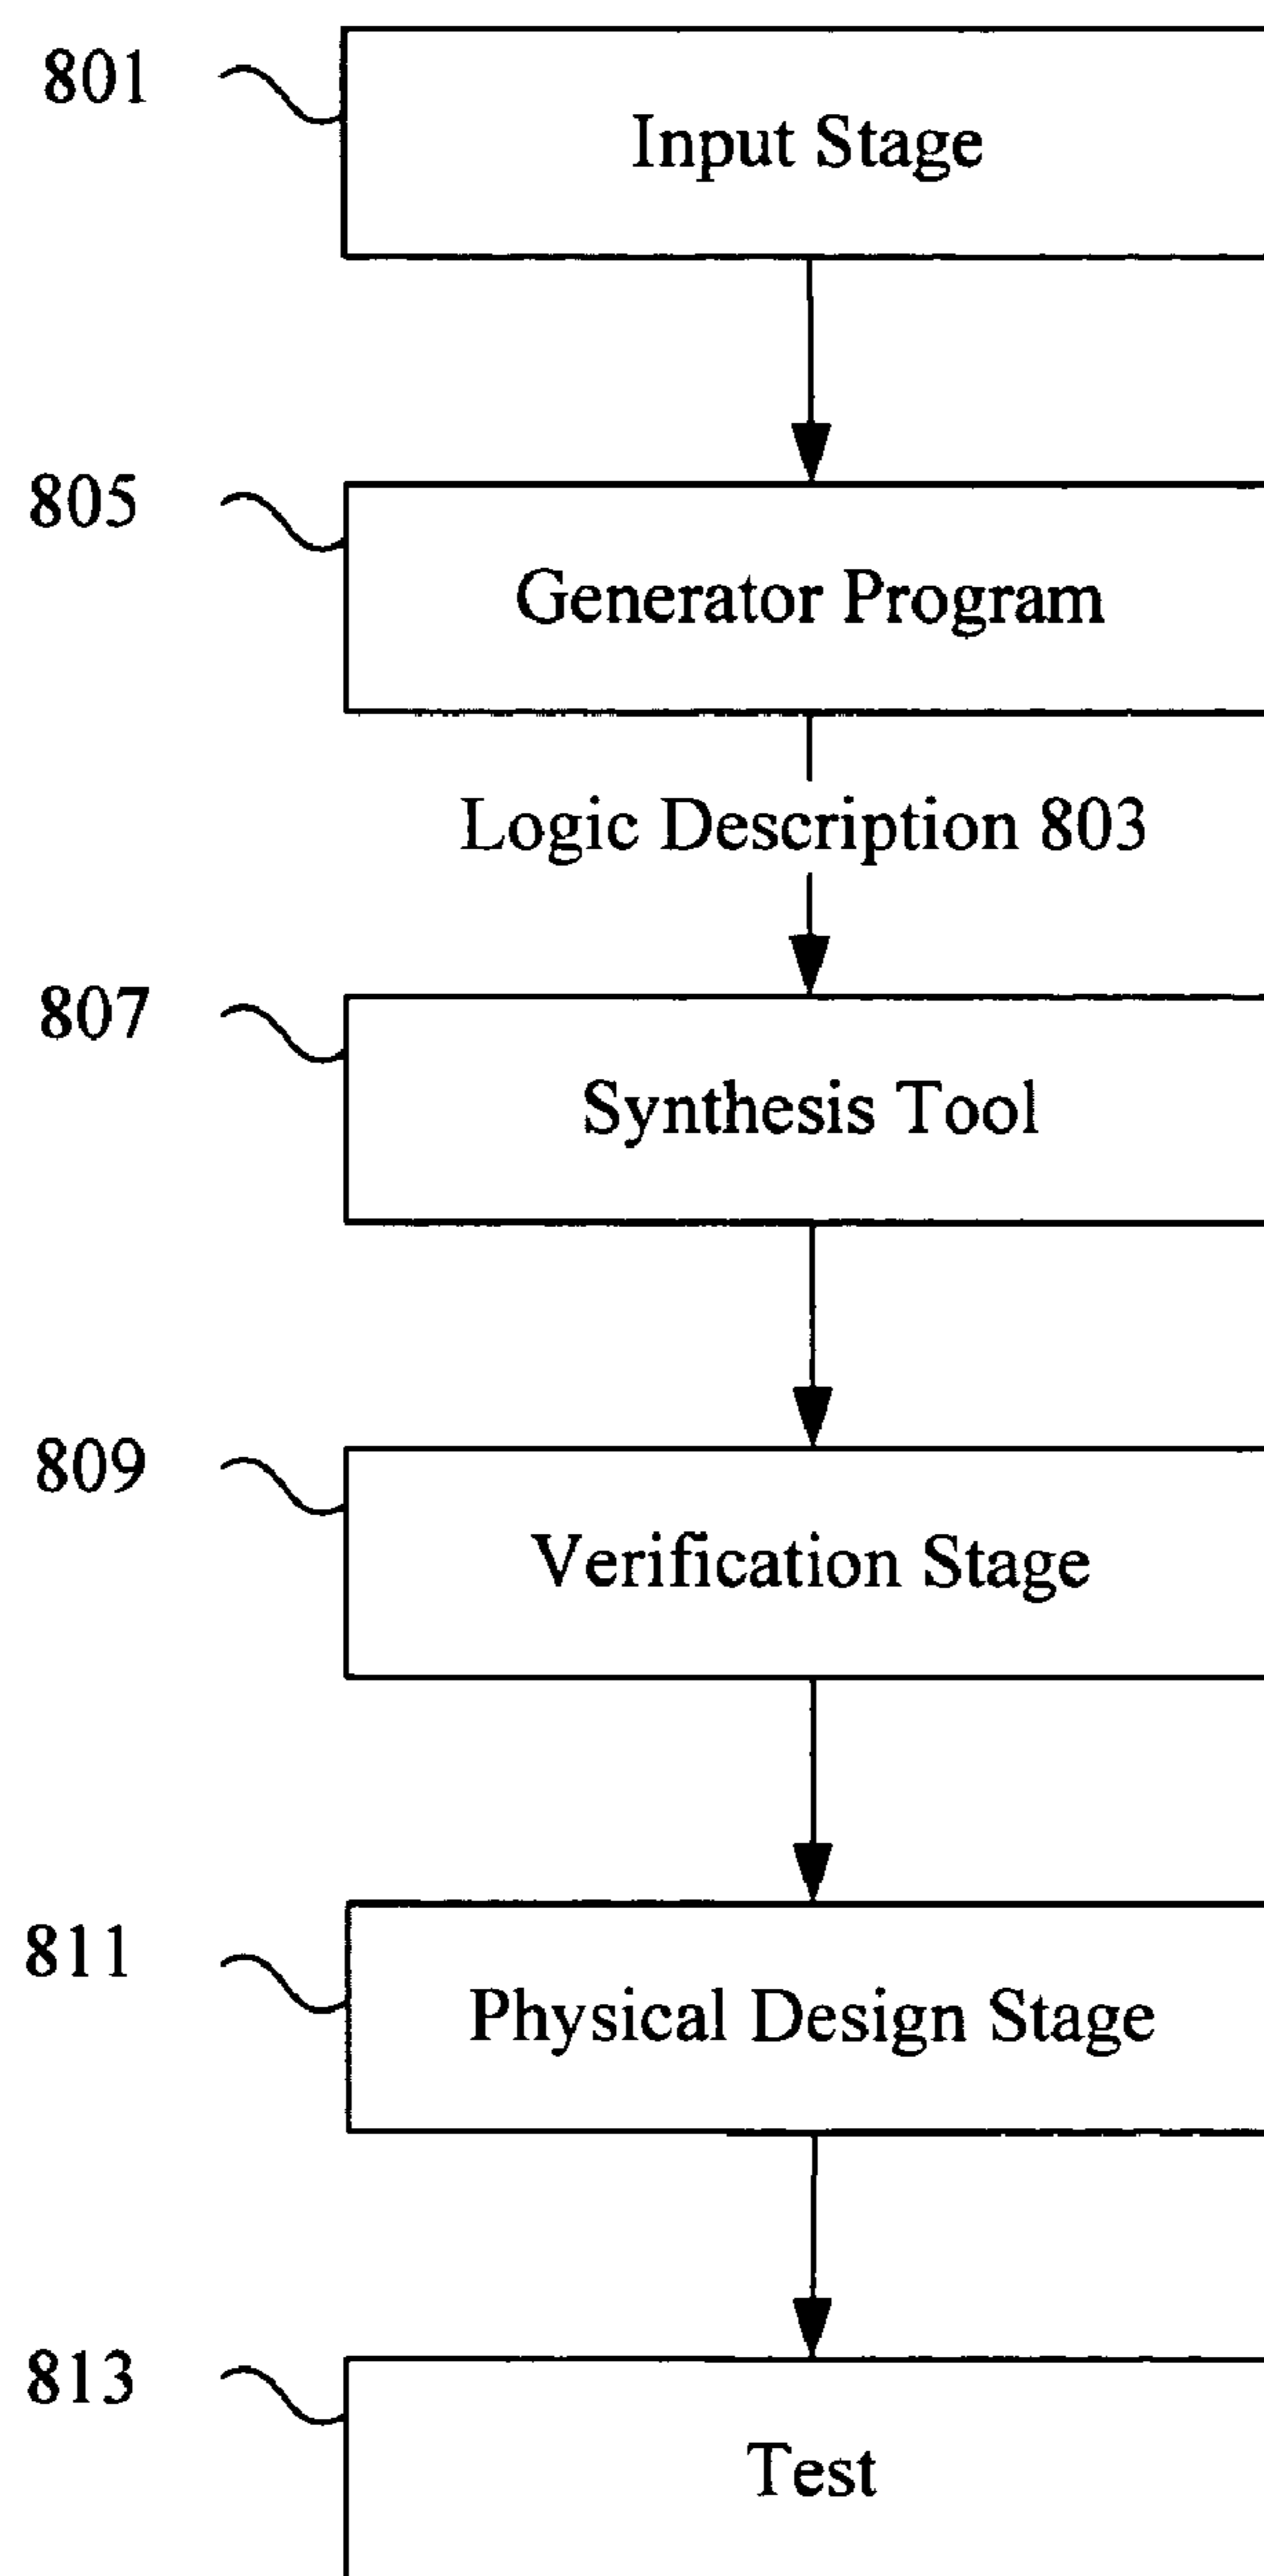 801
Input Stage
805
Generator Program
Logic Description 803
807
Synthesis Tool
809
Verification Stage
811
Physical Design Stage
813
Test